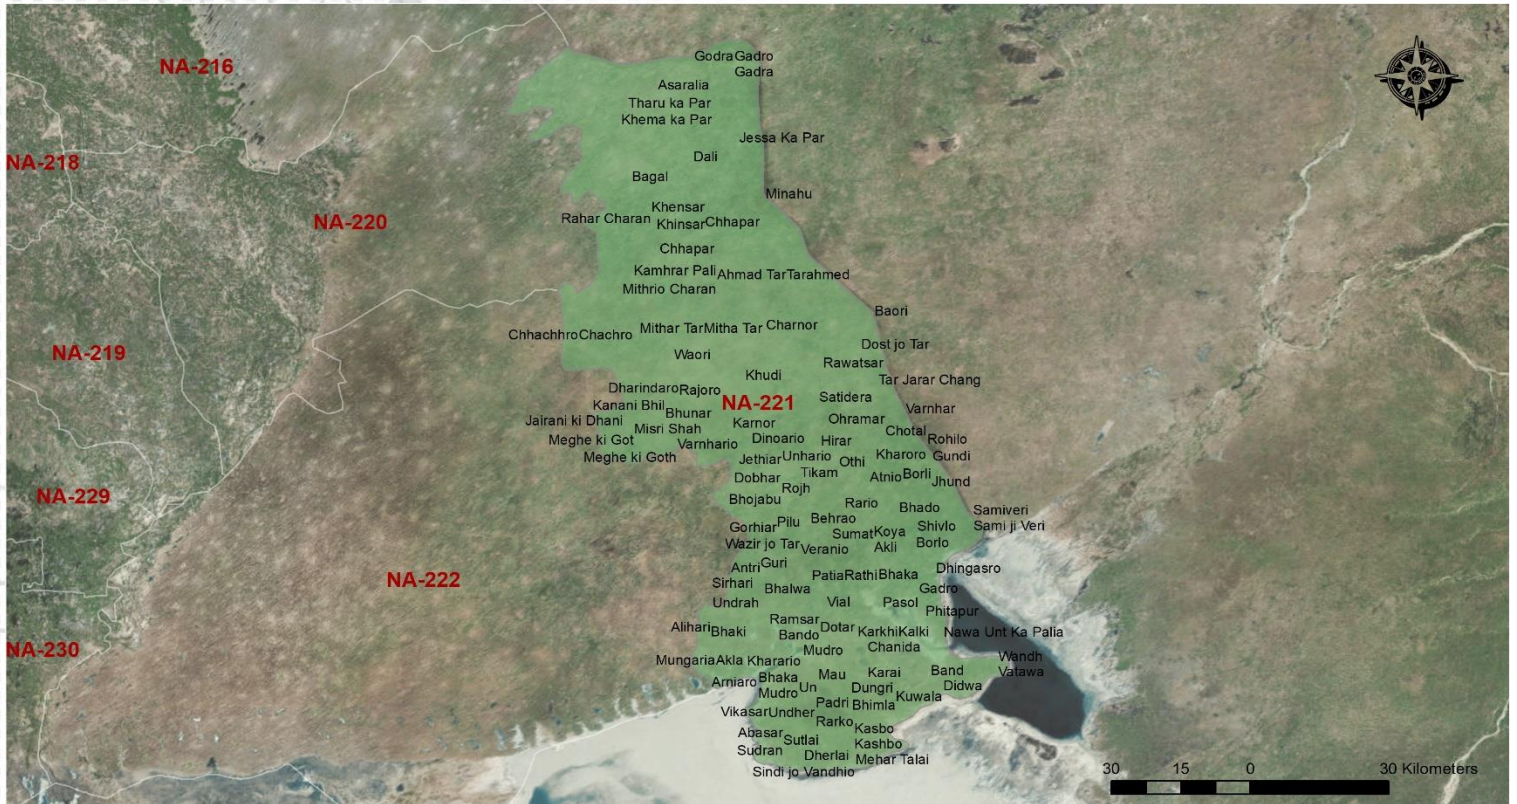 GodraGadro
NA-216
Gadra
Asaralia
Tharu ka Par
Khema ka Par
Jessa Ka Par
Dali
NA-218
Bagal
Minahu
Khensar
Rahar Charan
KhinsarChhapar
NA-220
Chhapar
Kamhrar Pali
Ahmad TarTarahmed
Mithrio Charan
Baori
Mithar TarMitha Tar
Charnor
ChhachhroChachro
Dost jo Tar
NA-219
Waori
Rawatsar
Khudi
Tar Jarar Chang
DharindaroRajoro
Satidera
NA-221
Kanani Bhil
Varnhar
Bhunar
Jairani ki Dhani
Ohramar
Karnor
Misri Shah
Chotal
Meghe ki Got
Dinoario
Hirar
Rohilo
Varnhario
Meghe ki Goth
Jethiar
Unhario
Othi
Kharoro
Gundi
Tikam
Dobhar
Atnio
Borli
Jhund
Rojh
NA-229
Bhojabu
Rario
Bhado
Samiveri
Behrao
Pilu
Gorhiar
Shivlo
Sami ji Veri
Sumat
Koya
Wazir jo Tar
Veranio
Akli
Borlo
Antri
Guri
Dhingasro
PatiaRathiBhaka
NA-222
Sirhari
Bhalwa
Gadro
Undrah
Vial
Pasol
Phitapur
Ramsar
Alihari
Bhaki
Bando
Dotar
KarkhiKalki
Nawa Unt Ka Palia
NA-230
Mudro
Chanida
Wandh
MungariaAkla
Kharario
Mau
Karai
Band
Vatawa
Arniaro
Bhaka
Mudro
Un
Dungri
Didwa
Kuwala
Padri
Bhimla
VikasarUndher
Rarko
Kasbo
Abasar
Sutlai
Kashbo
Sudran
Dherlai
Mehar Talai
Sindi jo Vandhio
30 15 0 30 Kilometers